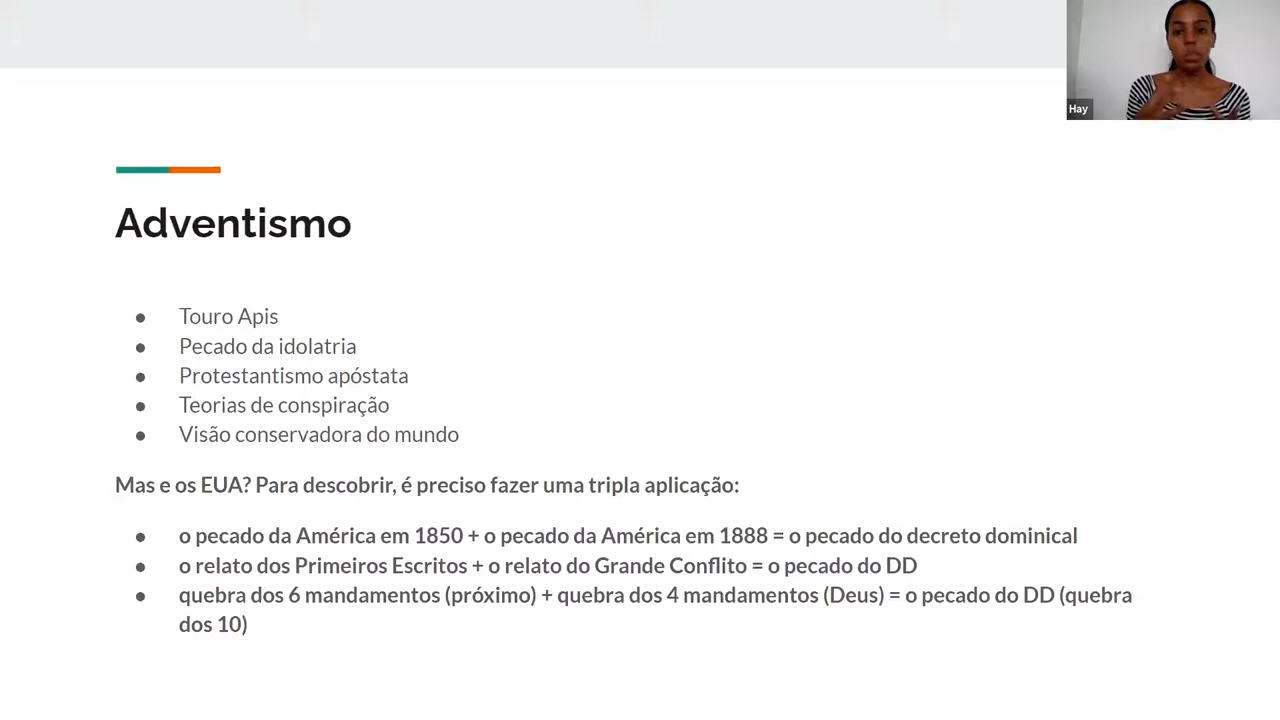 Hay
Adventismo
● Touro Apis
● Pecado da idolatria
● Protestantismo apóstata
● Teorias de conspiração
● Visão conservadora do mundo
Mas e os EUA? Para descobrir, é preciso fazer uma tripla aplicação:
● o pecado da América em 1850 + o pecado da América em 1888 = o pecado do decreto dominical
● o relato dos Primeiros Escritos + o relato do Grande Conflito = o pecado do DD
● quebra dos 6 mandamentos (próximo) + quebra dos 4 mandamentos (Deus) = o pecado do DD (quebra
dos 10)